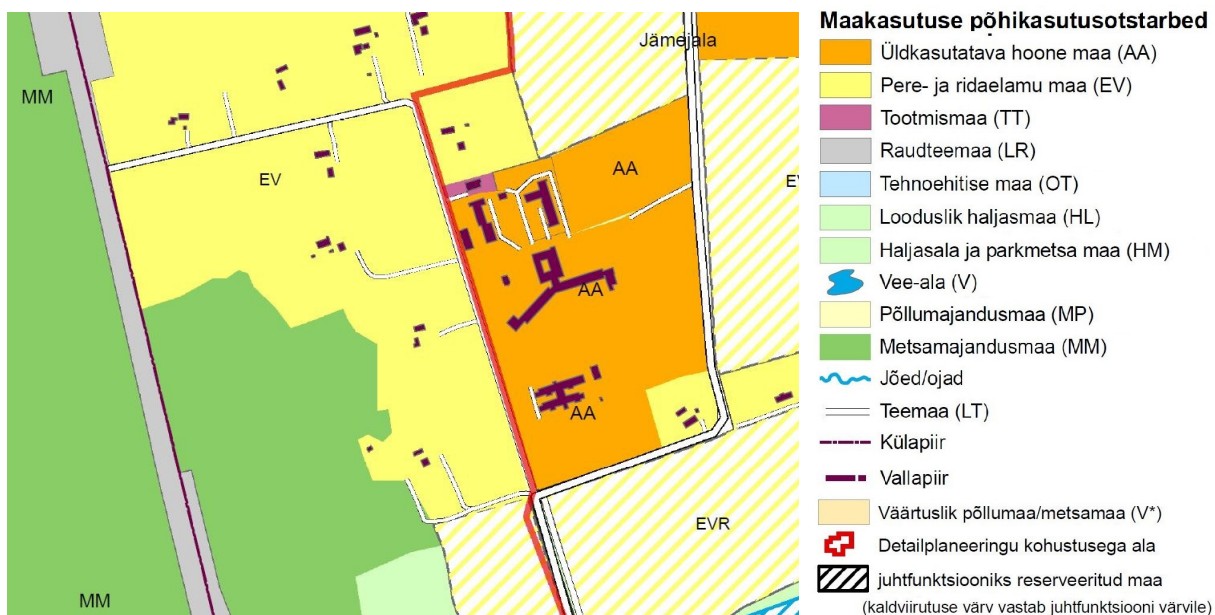 Jämejala
MM
EV
AA
E
AA
AA
EVR
MM
Maakasutuse põhikasutusotstarbed
Üldkasutatava hoone maa (AA)
Pere- ja ridaelamu maa (EV)
Tootmismaa (TT)
Raudteemaa (LR)
Tehnoehitise maa (OT)
Looduslik haljasmaa (HL)
Haljasala ja parkmetsa maa (HM)
Vee-ala (V)
Põllumajandusmaa (MP)
Metsamajandusmaa (MM)
Jõed/ojad
Teemaa (LT)
Külapiir
Vallapiir
Väärtuslik põllumaa/metsamaa (V*)
Detailplaneeringu kohustusega ala
juhtfunktsiooniks reserveeritud maa
(kaldviirutuse värv vastab juhtfunktsiooni värvile)